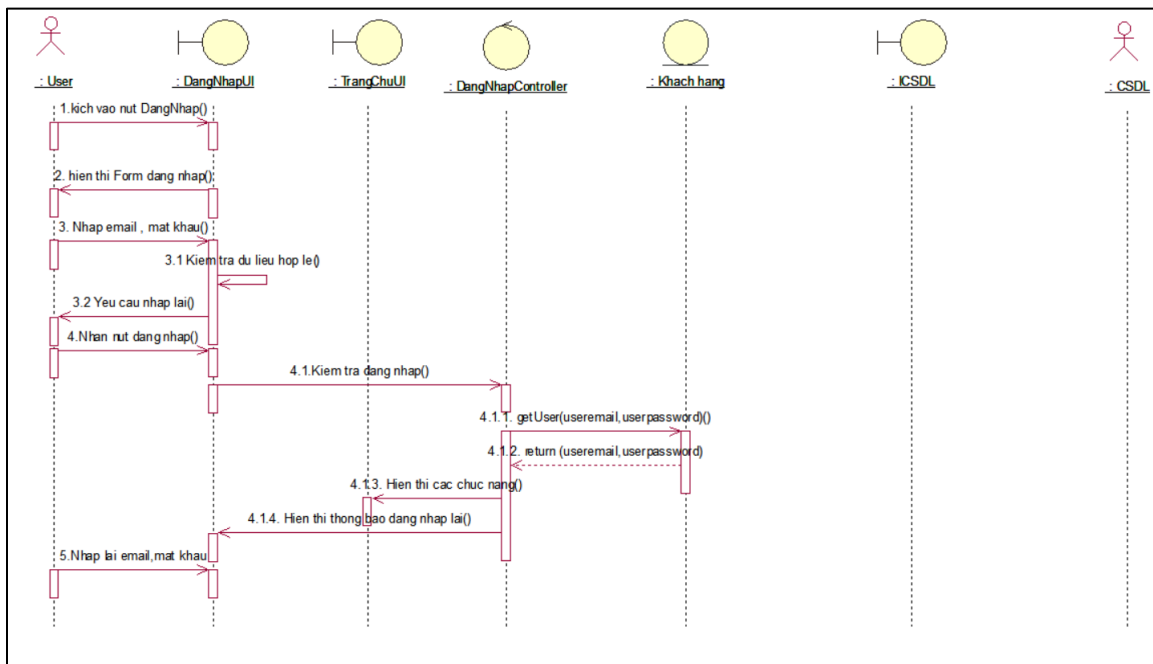 : User
: DangNhapUI
: TrangChuUI
: DangNhapController
: Khach hang
: ICSDL
: CSDL
1.kich vao nut DangNhap()
2. hien thi Form dang nhap()
3. Nhap email , mat khau()
3.1 Kiem tra du lieu hop le()
3.2 Yeu cau nhap lai()
4.Nhan nut dang nhap()
4.1.Kiem tra dang nhap()
4.1.1. getUser(useremail,userpassword)()
4.1.2. return (useremail,userpassword)
4.1.3. Hien thi cac chuc nang()
4.1.4. Hien thi thong bao dang nhap lai()
5.Nhap lai email,mat khau